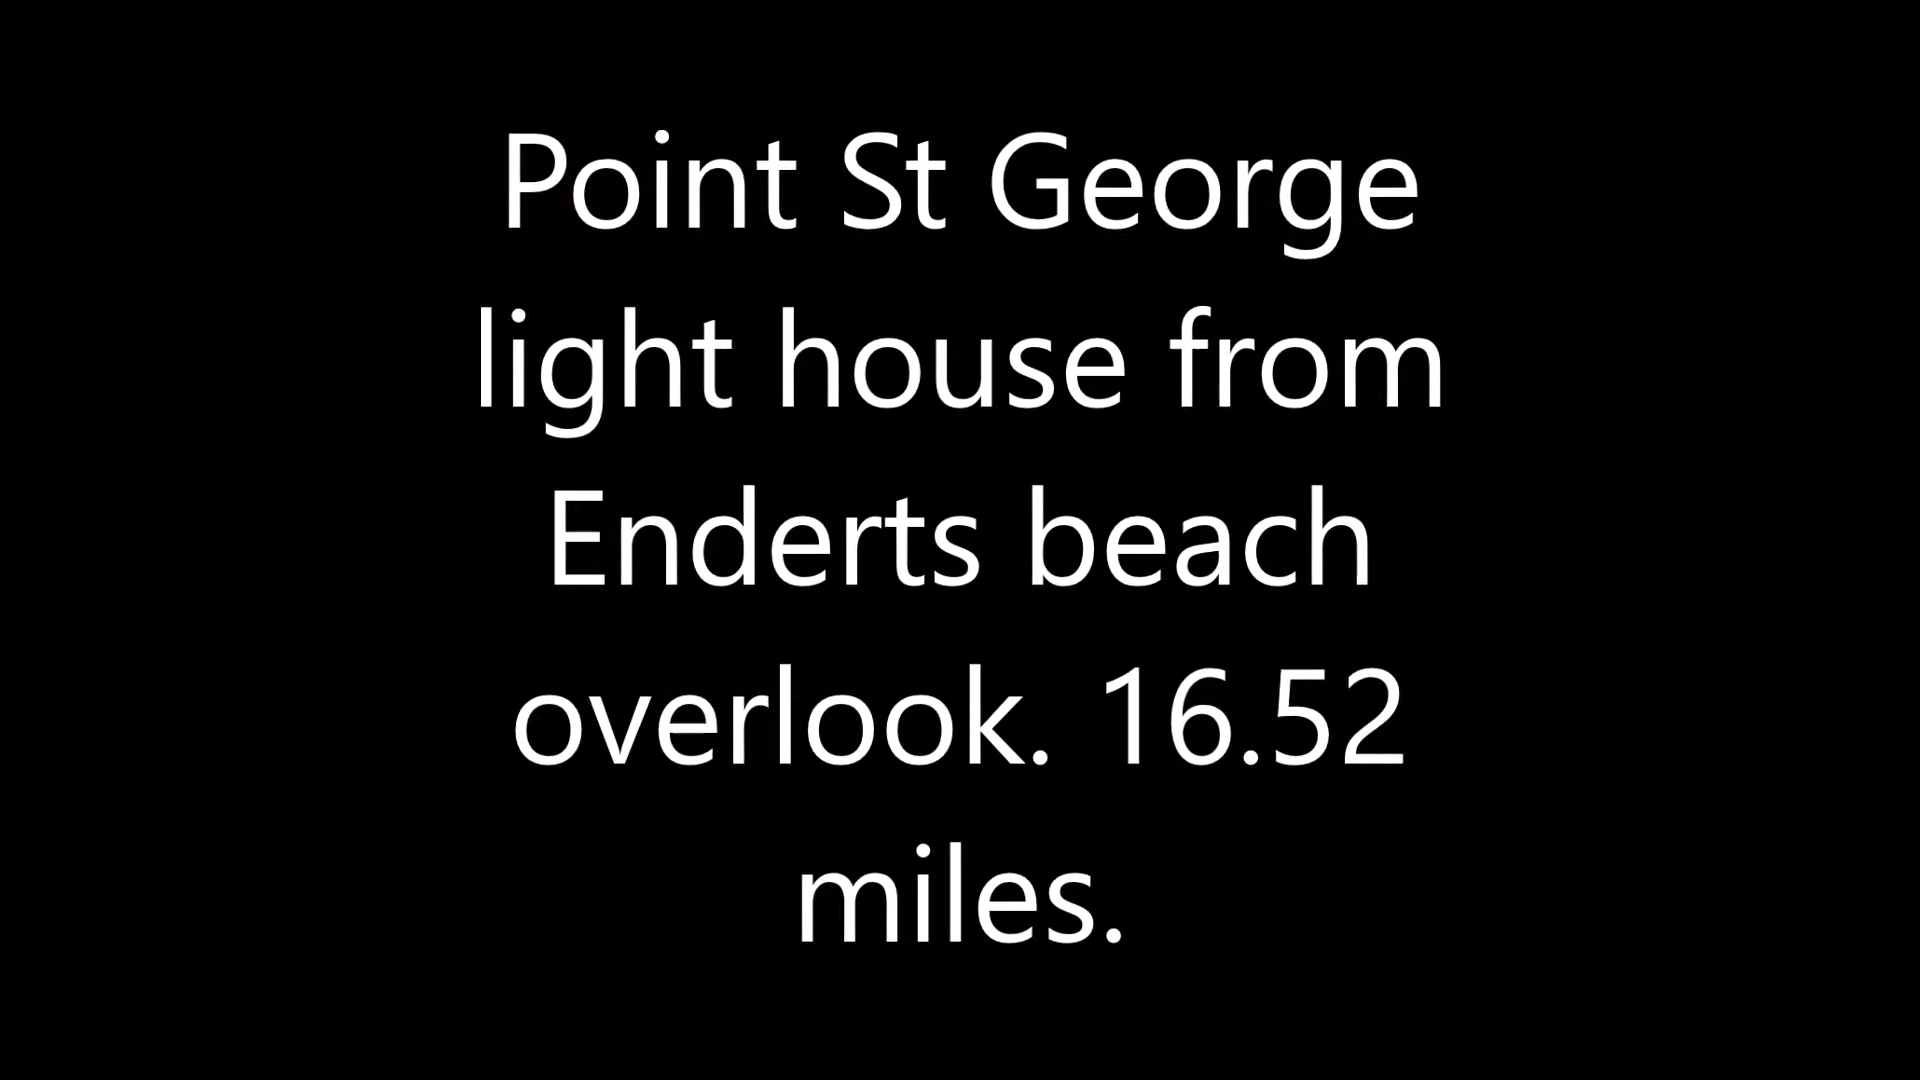 Point St George
light house from
Enderts beach
overlook. 16.52
miles.